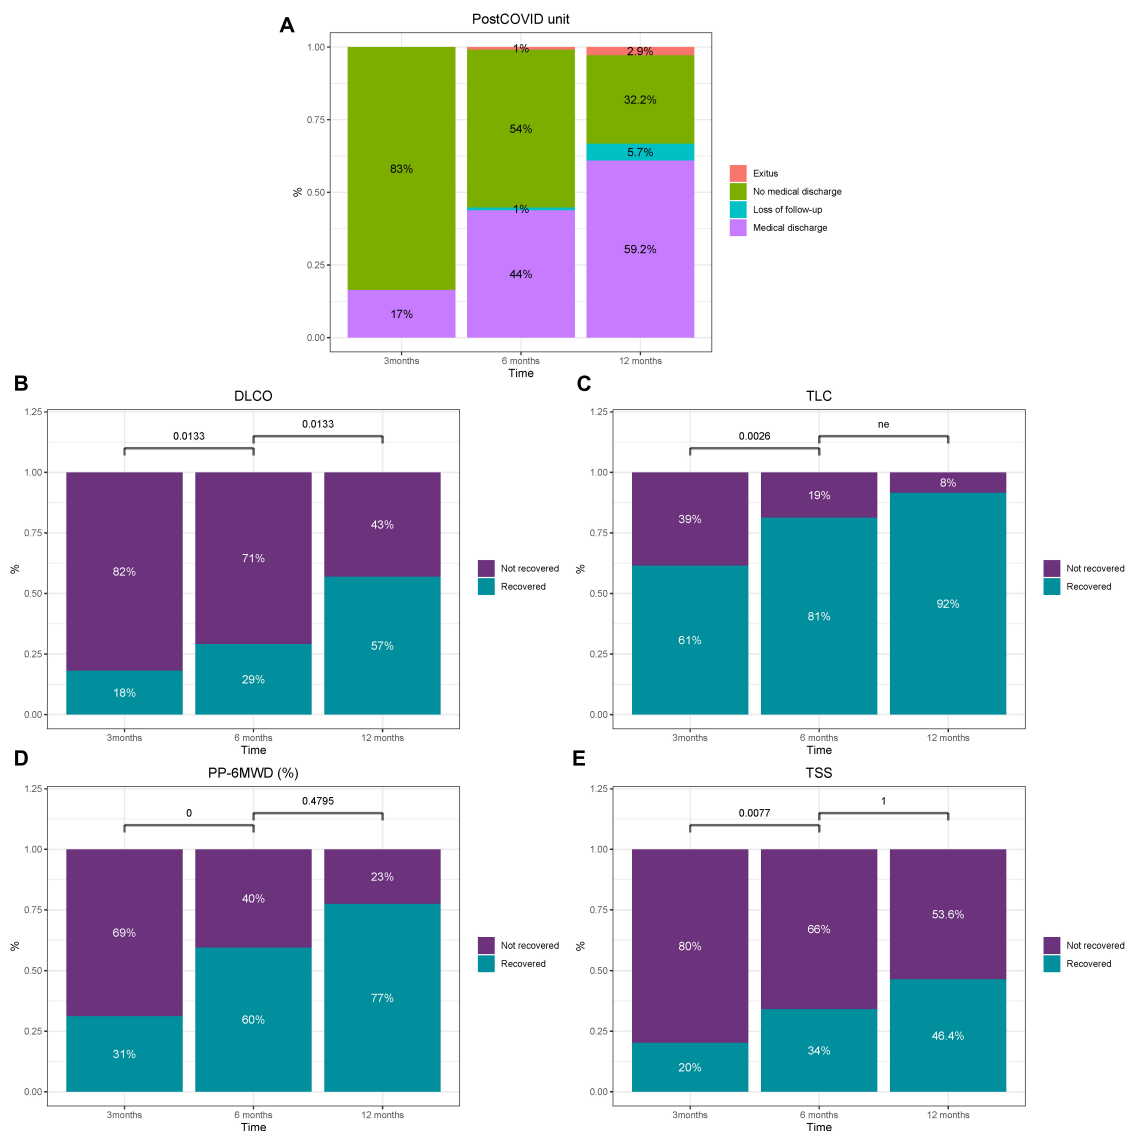 A
PostCOVID unit
1.00
0.75
0.50
0.25
0.00
%
83%
17%
1%
54%
1%
44%
2.9%
32.2%
5.7%
59.2%
3months
6 months
12 months
Time
Exitus
No medical discharge
Loss of follow-up
Medical discharge
B
DLCO
1.25
1.00
0.75
0.50
0.25
0.00
%
0.0133
0.0133
82%
18%
71%
29%
43%
57%
3months
6 months
12 months
Time
Not recovered
Recovered
C
TLC
1.25
1.00
0.75
0.50
0.25
0.00
%
0.0026
ne
39%
61%
19%
81%
8%
92%
3months
6 months
12 months
Time
Not recovered
Recovered
D
PP-6MWD (%)
1.25
1.00
0.75
0.50
0.25
0.00
%
0
0.4795
69%
31%
40%
60%
23%
77%
3months
6 months
12 months
Time
Not recovered
Recovered
E
TSS
1.25
1.00
0.75
0.50
0.25
0.00
%
0.0077
1
80%
20%
66%
34%
53.6%
46.4%
3months
6 months
12 months
Time
Not recovered
Recovered